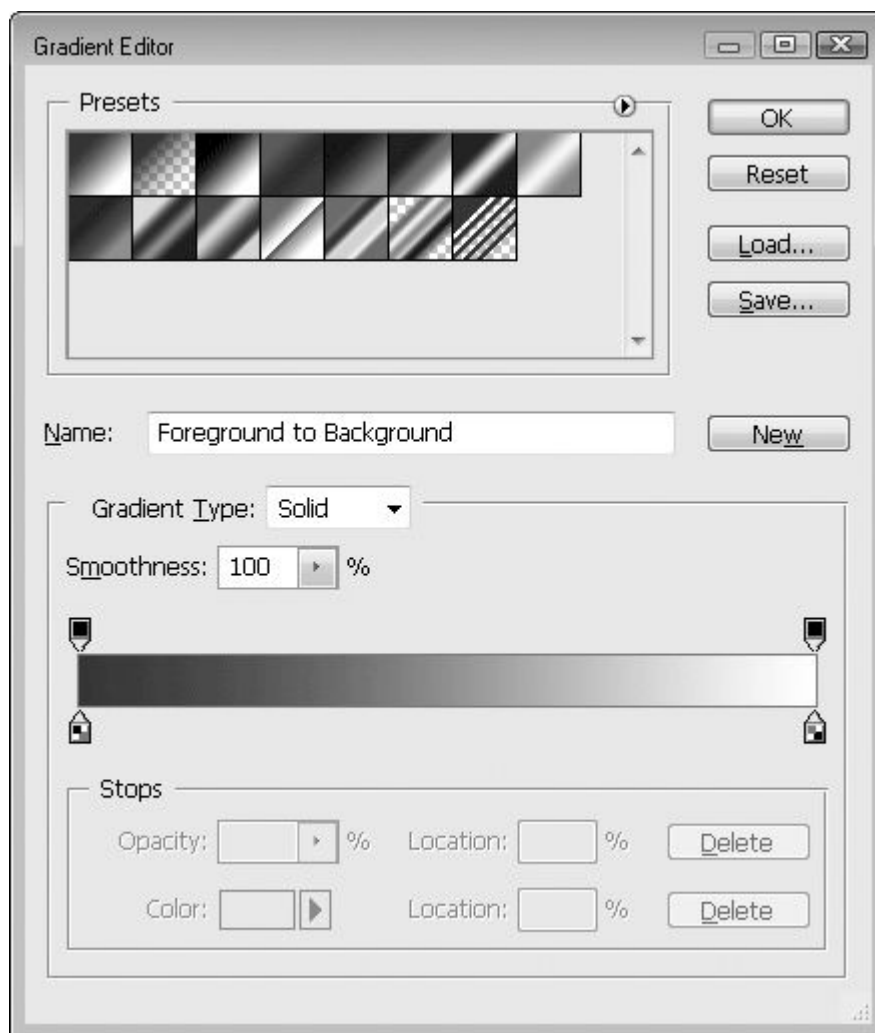 Gradient Editor
Presets
OK
Reset
Load...
Save...
Name: Foreground to Background New
Gradient Type: Solid
Smoothness: 100 %
Stops
Opacity: % Location: % Delete
Color: Location: % Delete